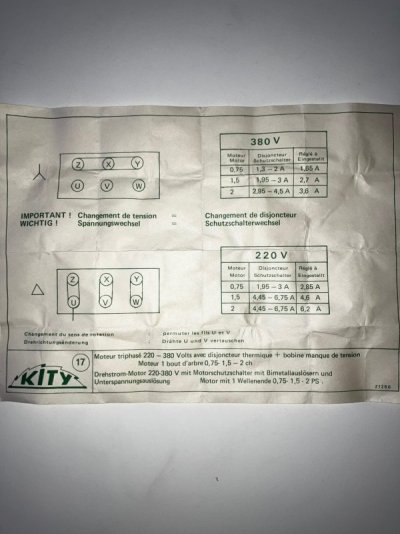 380 V
Moteur Disjoncteur Réglé à
Motor Schutzschalter Eingestellt
0,75 1,3 – 2 A 1,65 A
1,5 1,95 – 3 A 2,7 A
2 2,95 – 4,5 A 3,6 A
Z X Y
U V W
IMPORTANT ! Changement de tension = Changement de disjoncteur
WICHTIG ! Spannungswechsel = Schutzschalterwechsel
220 V
Moteur Disjoncteur Réglé à
Motor Schutzschalter Eingestellt
0,75 1,95 – 3 A 2,85 A
1,5 4,45 – 6,75 A 4,6 A
2 4,45 – 6,75 A 6,2 A
Z X Y
U V W
Changement du sens de rotation = permuter les fils U et V
Drehrichtungsänderung = Drähte U und V vertauschen
KITY
17
Moteur triphasé 220 – 380 Volts avec disjoncteur thermique + bobine manque de tension
Moteur 1 bout d'arbre 0,75- 1,5 – 2 ch
Drehstrom-Motor 220-380 V mit Motorschutzschalter mit Bimetallauslösern und
Unterspannungsauslösung Motor mit 1 Wellenende 0,75- 1,5 - 2 PS .